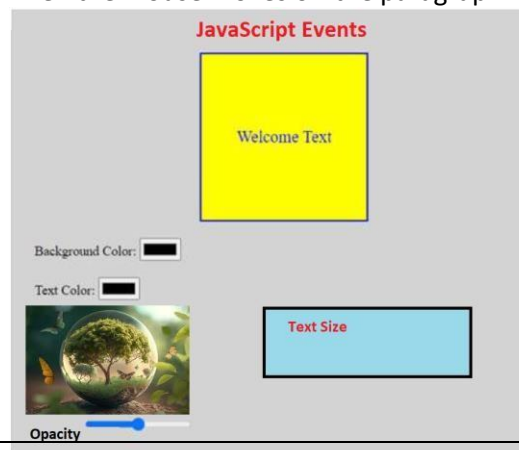 JavaScript Events
Welcome Text
Background Color:
Text Color:
Text Size
Opacity